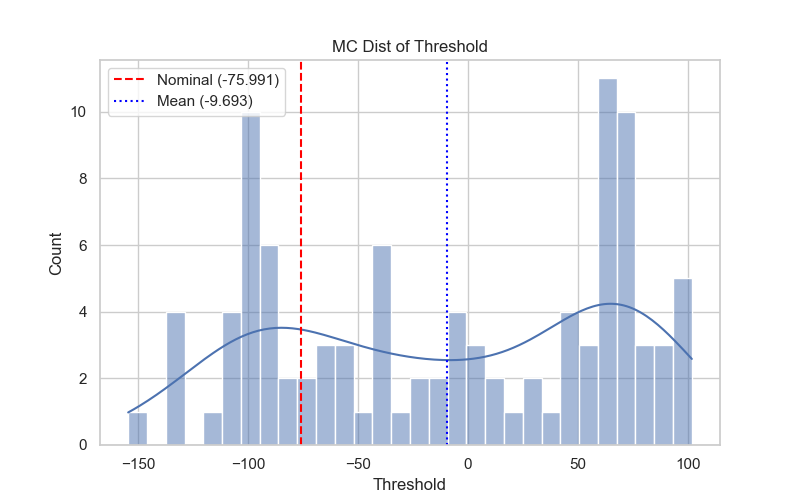 MC Dist of Threshold
Nominal (-75.991)
Mean (-9.693)
Count
10
8
6
4
2
0
−150 −100 −50 0 50 100
Threshold